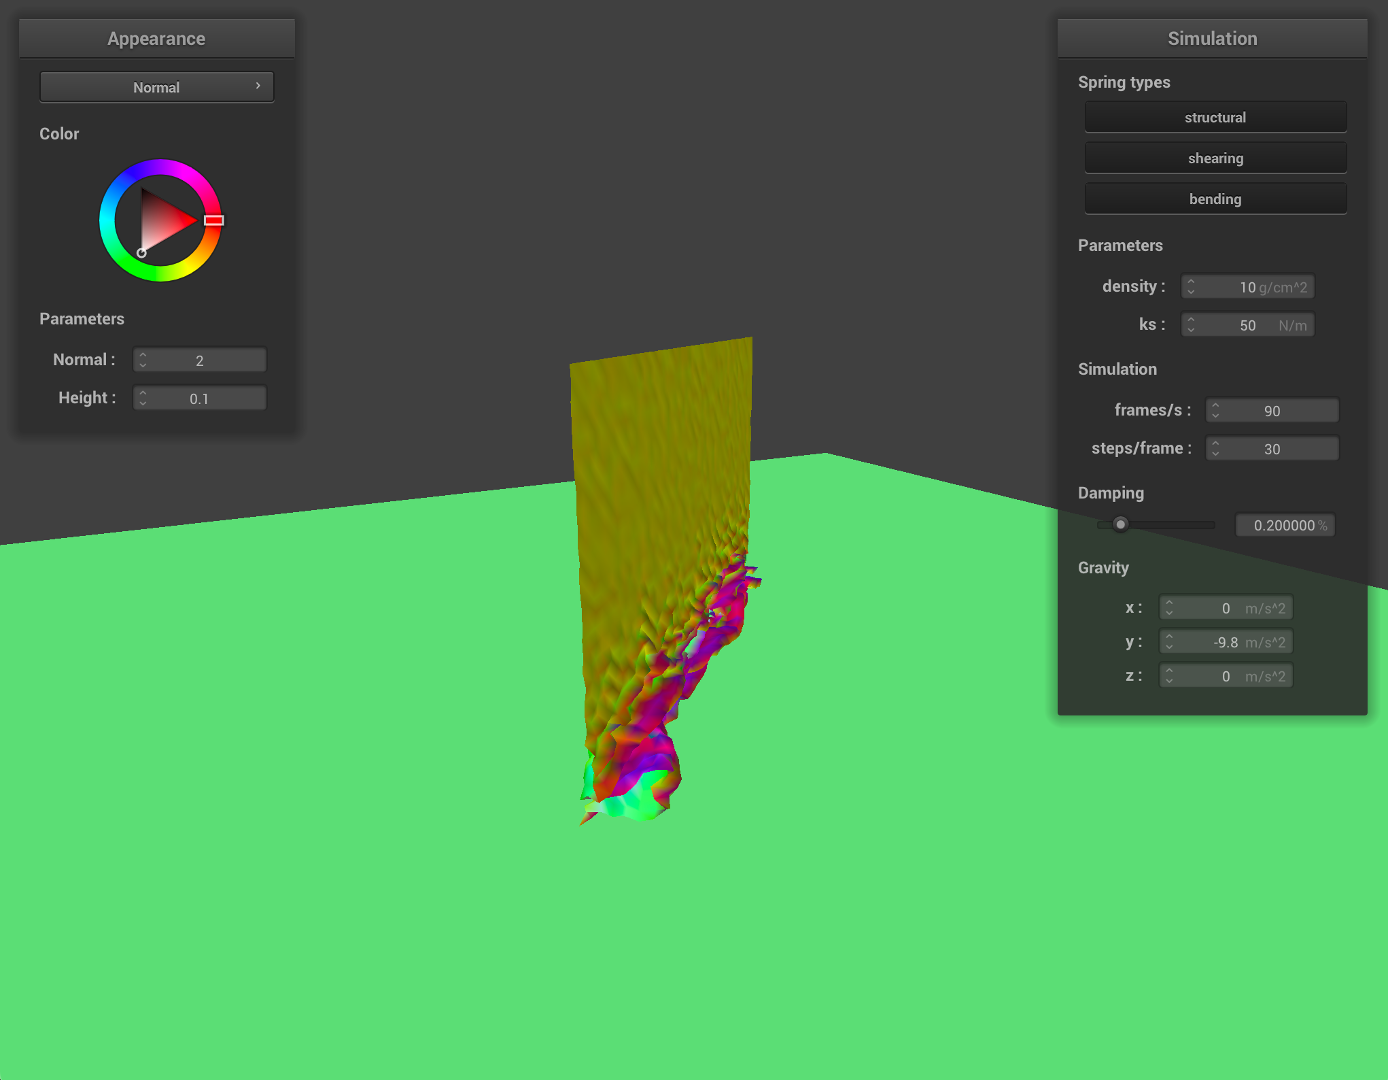 Appearance
Normal
Color
Parameters
Normal : 2
Height : 0.1
Simulation
Spring types
structural
shearing
bending
Parameters
density : 10 g/cm^2
ks : 50 N/m
Simulation
frames/s : 90
steps/frame : 30
Damping
0.200000 %
Gravity
x : 0 m/s^2
y : -9.8 m/s^2
z : 0 m/s^2